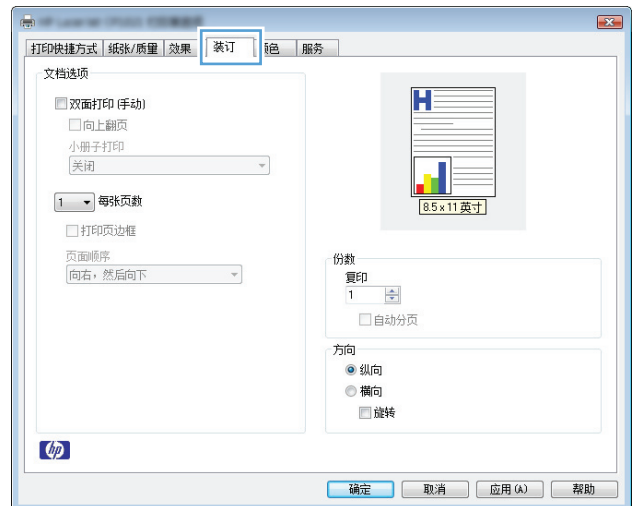 打印快捷方式 纸张/质量 效果 装订 颜色 服务
文档选项
双面打印(手动)
向上翻页
小册子打印
关闭
1 每张页数
打印页边框
页面顺序
向右，然后向下
H
8.5 x 11 英寸
份数
复印
1
自动分页
方向
纵向
横向
旋转
hp
确定 取消 应用(A) 帮助